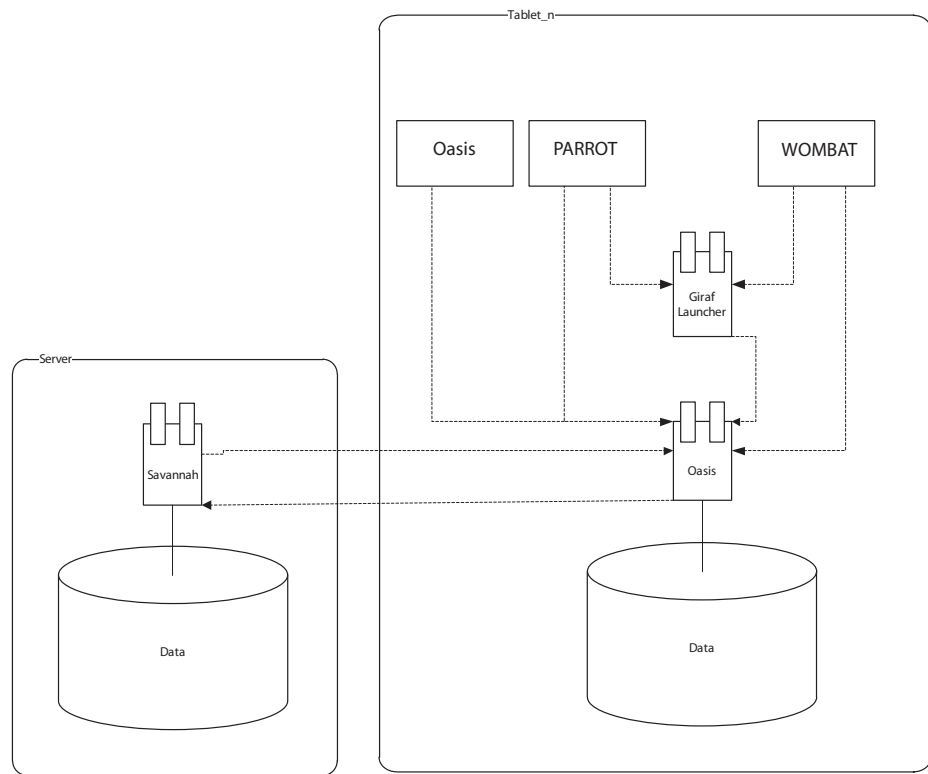 Tablet_n
Oasis
PARROT
WOMBAT
Giraf
Launcher
Server
Savannah
Oasis
Data
Data